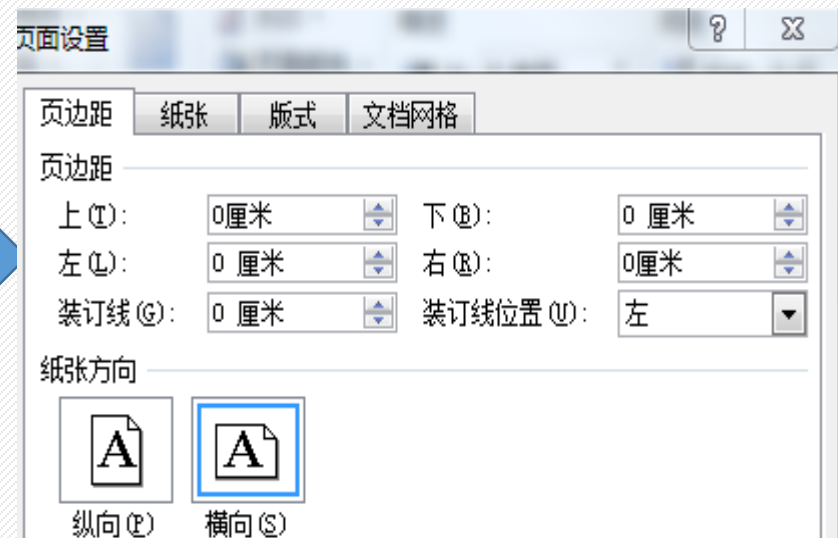 页面设置
页边距 纸张 版式 文档网格
页边距
上(T): 0厘米 下(B): 0 厘米
左(L): 0 厘米 右(R): 0厘米
装订线(G): 0 厘米 装订线位置(U): 左
纸张方向
A A
纵向(P) 横向(S)